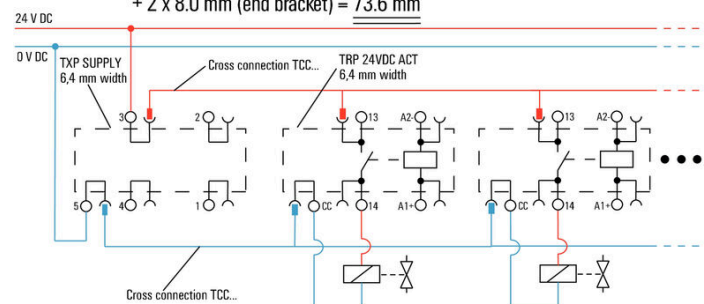 + 2 x 8.0 mm (end bracket) = 73.6 mm
24 V DC
0 V DC
TXP SUPPLY
6,4 mm width
Cross connection TCC...
TRP 24VDC ACT
6,4 mm width
3
2
13
A2-
13
A2-
5
4
1
CC
14
A1+
CC
14
A1+
Cross connection TCC...